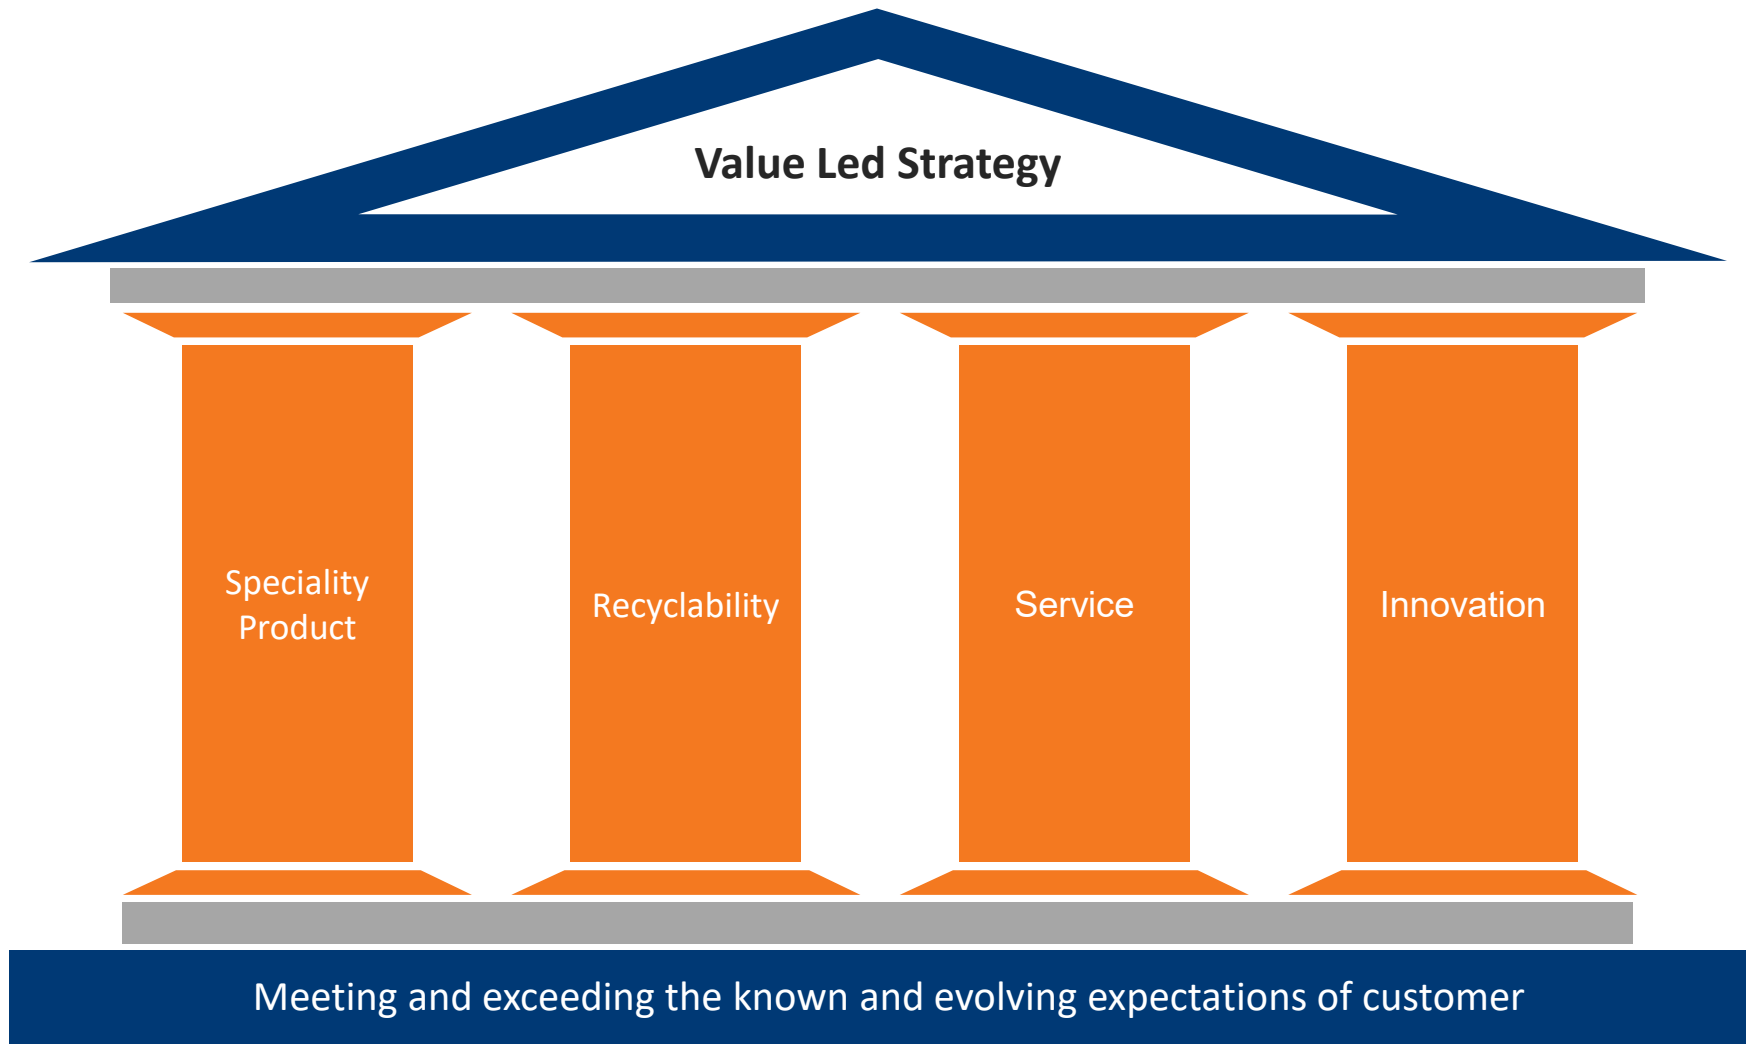 Value Led Strategy
Speciality
Product
Recyclability
Service
Innovation
Meeting and exceeding the known and evolving expectations of customer